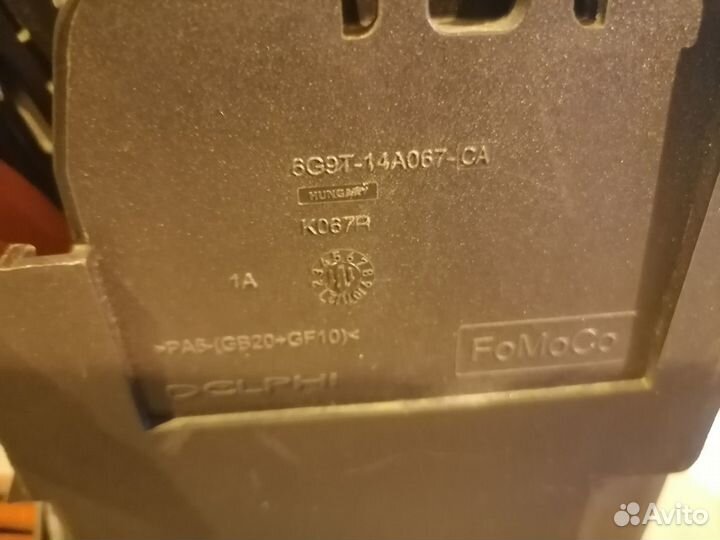 6G9T-14A067-CA
HUNGARY
K067R
1A
>PA6-(GB20+GF10)<
FoMoCo
DELPHI
Avito